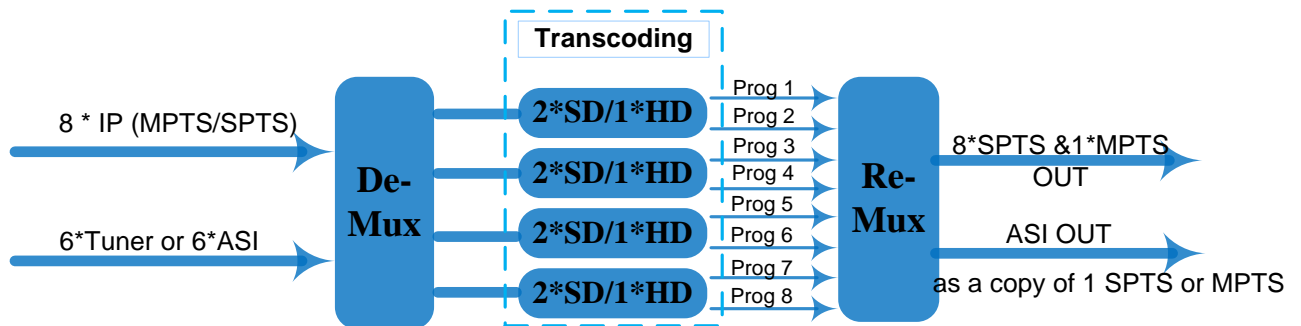 Transcoding
8 * IP (MPTS/SPTS)
6*Tuner or 6*ASI
De-
Mux
2*SD/1*HD
2*SD/1*HD
2*SD/1*HD
2*SD/1*HD
Prog 1
Prog 2
Prog 3
Prog 4
Prog 5
Prog 6
Prog 7
Prog 8
Re-
Mux
8*SPTS &1*MPTS
OUT
ASI OUT
as a copy of 1 SPTS or MPTS